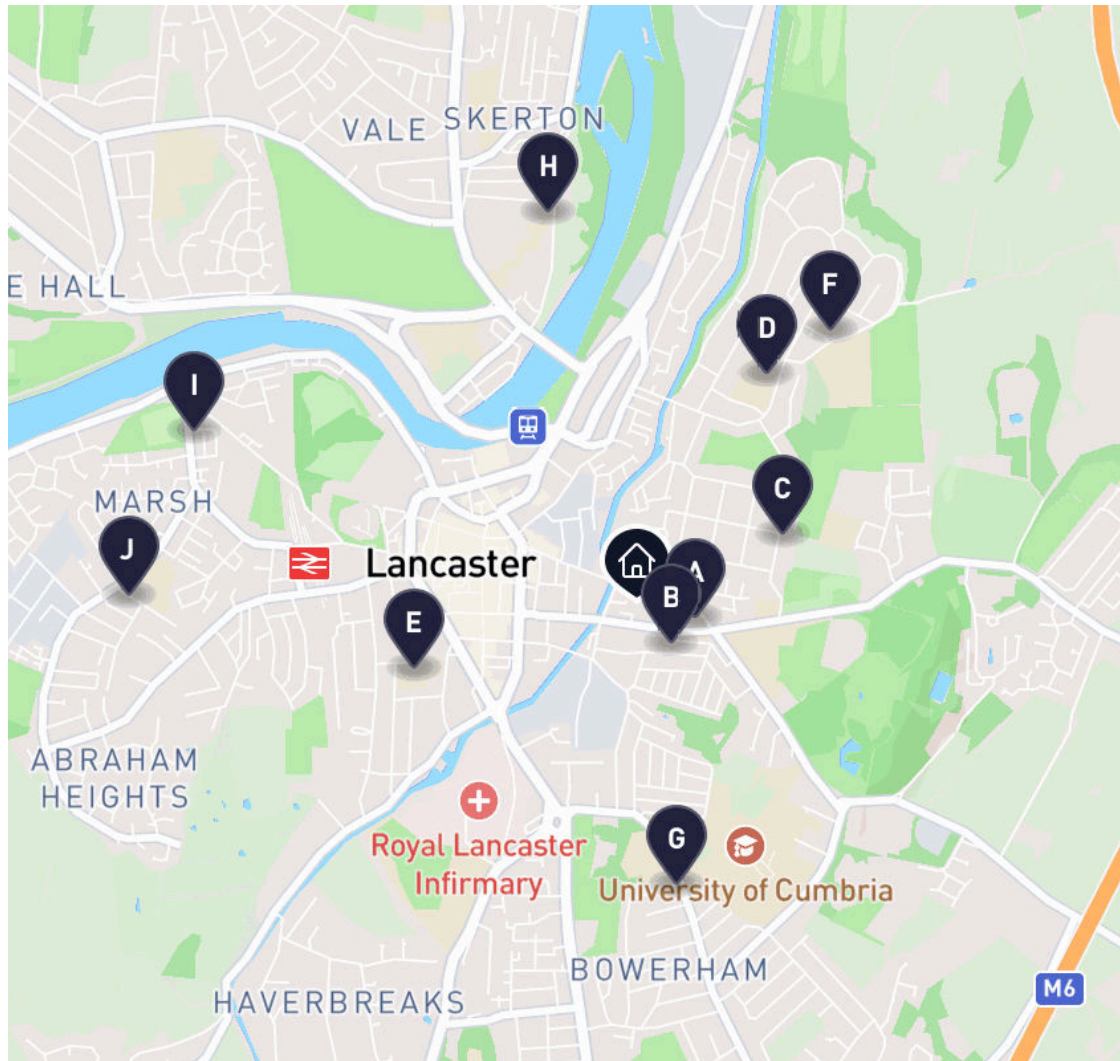 VALE SKERTON
H
E HALL
F
D
I
C
MARSH
J
Lancaster
A
B
E
ABRAHAM
HEIGHTS
Royal Lancaster
Infirmary
G
University of Cumbria
BOWERHAM
HAVERBREAKS
M6